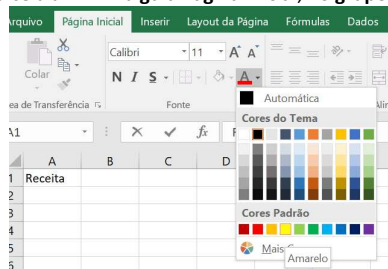 Arquivo Página Inicial Inserir Layout da Página Fórmulas Dados
Calibri 11 A A
Colar N I S A
ea de Transferência Fonte
Automática
A1 fx
Cores do Tema
A B C D
1 Receita
2
3
Cores Padrão
4
5
Amarelo
6